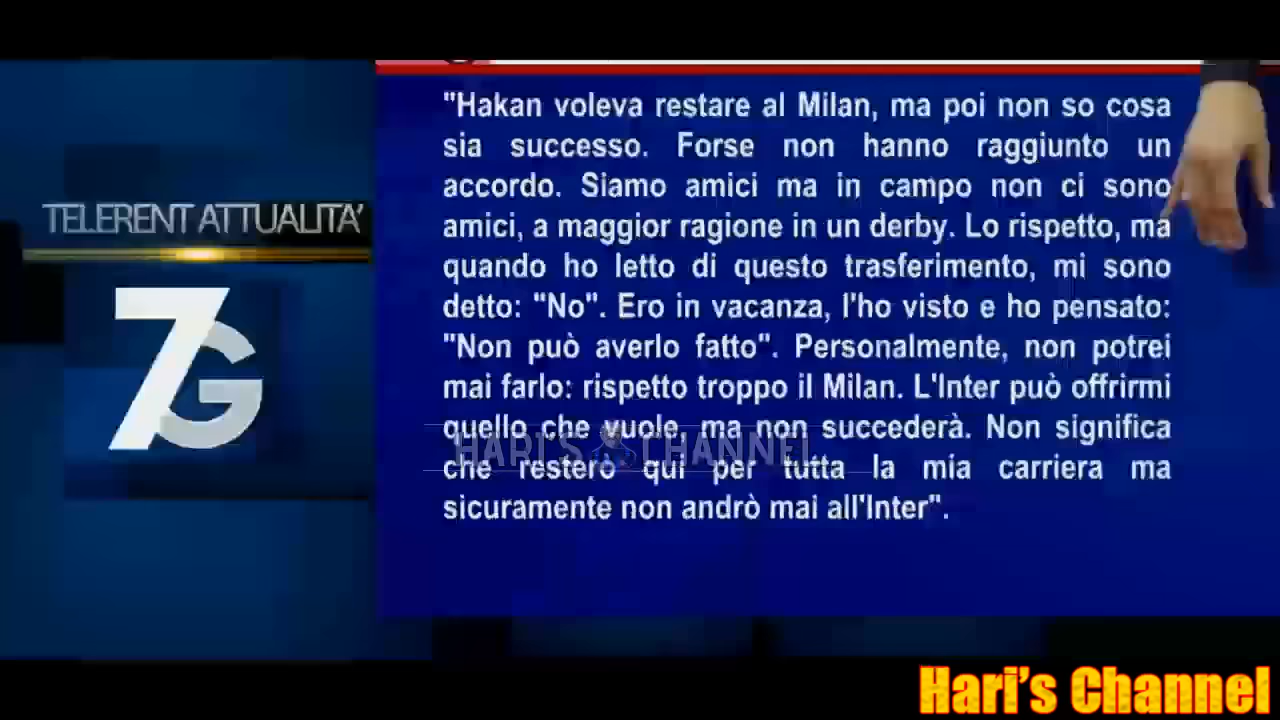 "Hakan voleva restare al Milan, ma poi non so cosa
sia successo. Forse non hanno raggiunto un
accordo. Siamo amici ma in campo non ci sono
amici, a maggior ragione in un derby. Lo rispetto, ma
quando ho letto di questo trasferimento, mi sono
detto: "No". Ero in vacanza, l'ho visto e ho pensato:
"Non può averlo fatto". Personalmente, non potrei
mai farlo: rispetto troppo il Milan. L'Inter può offrirmi
quello che vuole, ma non succederà. Non significa
che resterò qui per tutta la mia carriera ma
sicuramente non andrò mai all'Inter".
TELERENT ATTUALITA'
7G
HARI'S CHANNEL
Hari's Channel